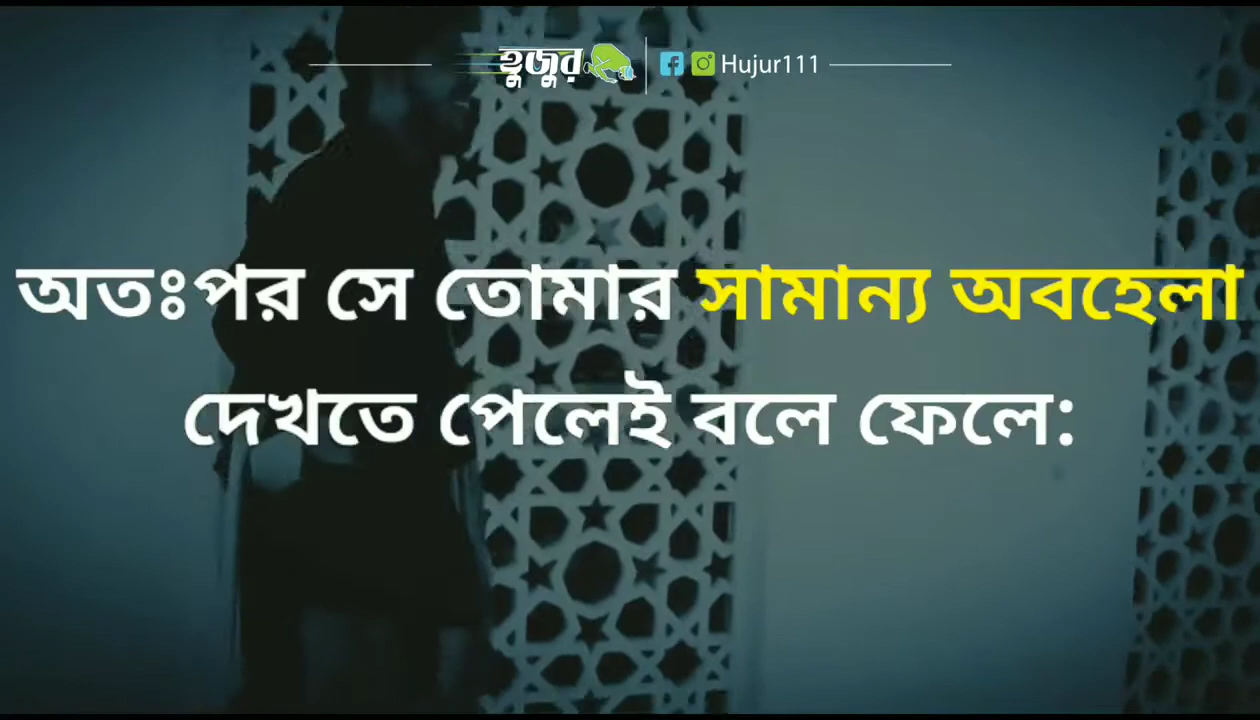 হুজুর Hujur111
অতঃপর সে তোমার সামান্য অবহেলা
দেখতে পেলেই বলে ফেলে: